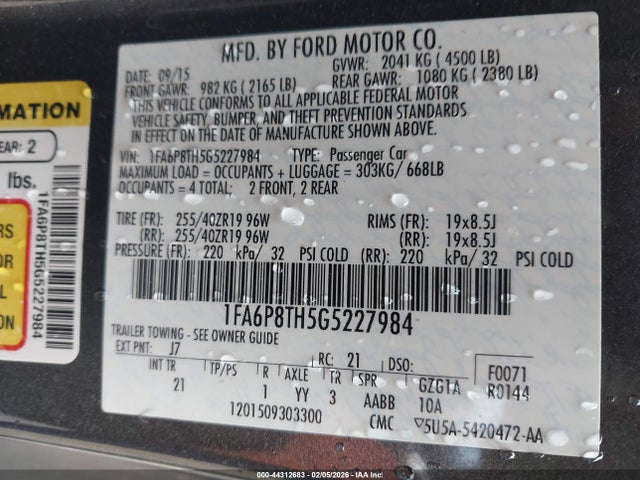 MFD. BY FORD MOTOR CO.
DATE: 09/15 GVWR: 2041 KG ( 4500 LB)
FRONT GAWR: 982 KG ( 2165 LB) REAR GAWR: 1080 KG ( 2380 LB)
THIS VEHICLE CONFORMS TO ALL APPLICABLE FEDERAL MOTOR
VEHICLE SAFETY, BUMPER, AND THEFT PREVENTION STANDARDS
IN EFFECT ON THE DATE OF MANUFACTURE SHOWN ABOVE.
VIN: 1FA6P8TH5G5227984 TYPE: Passenger Car
MAXIMUM LOAD = OCCUPANTS + LUGGAGE = 303KG/ 668LB
OCCUPANTS = 4 TOTAL: 2 FRONT, 2 REAR
TIRE (FR): 255/40ZR19 96W RIMS (FR): 19x8.5J
(RR): 255/40ZR19 96W (RR): 19x8.5J
PRESSURE (FR): 220 kPa/ 32 PSI COLD (RR): 220 kPa/ 32 PSI COLD
1FA6P8TH5G5227984
TRAILER TOWING - SEE OWNER GUIDE
EXT PNT: J7 RC: 21 DSO: F0071
INT TR TP/PS R AXLE TR SPR GZG1A R0144
21 1 YY 3 AABB 10A
1201509303300 CMC ▽5U5A-5420472-AA
RMATION
EAR: 2
lbs.
RS
OR
L
ON
1FA6P8TH5G5227984
000-44312683 - 02/05/2026 - COPART